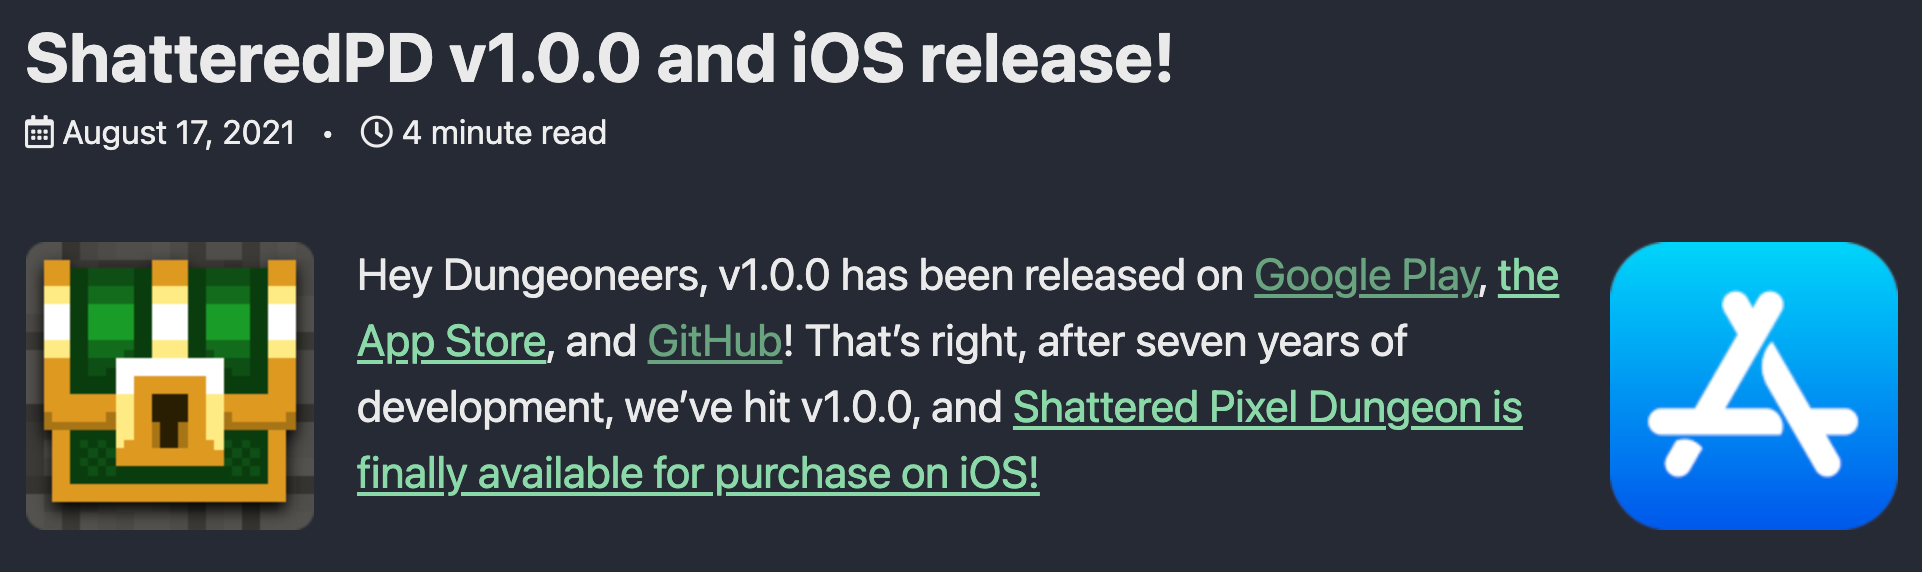 ShatteredPD v1.0.0 and iOS release!
August 17, 2021 • 4 minute read
Hey Dungeoneers, v1.0.0 has been released on Google Play, the
App Store, and GitHub! That’s right, after seven years of
development, we’ve hit v1.0.0, and Shattered Pixel Dungeon is
finally available for purchase on iOS!